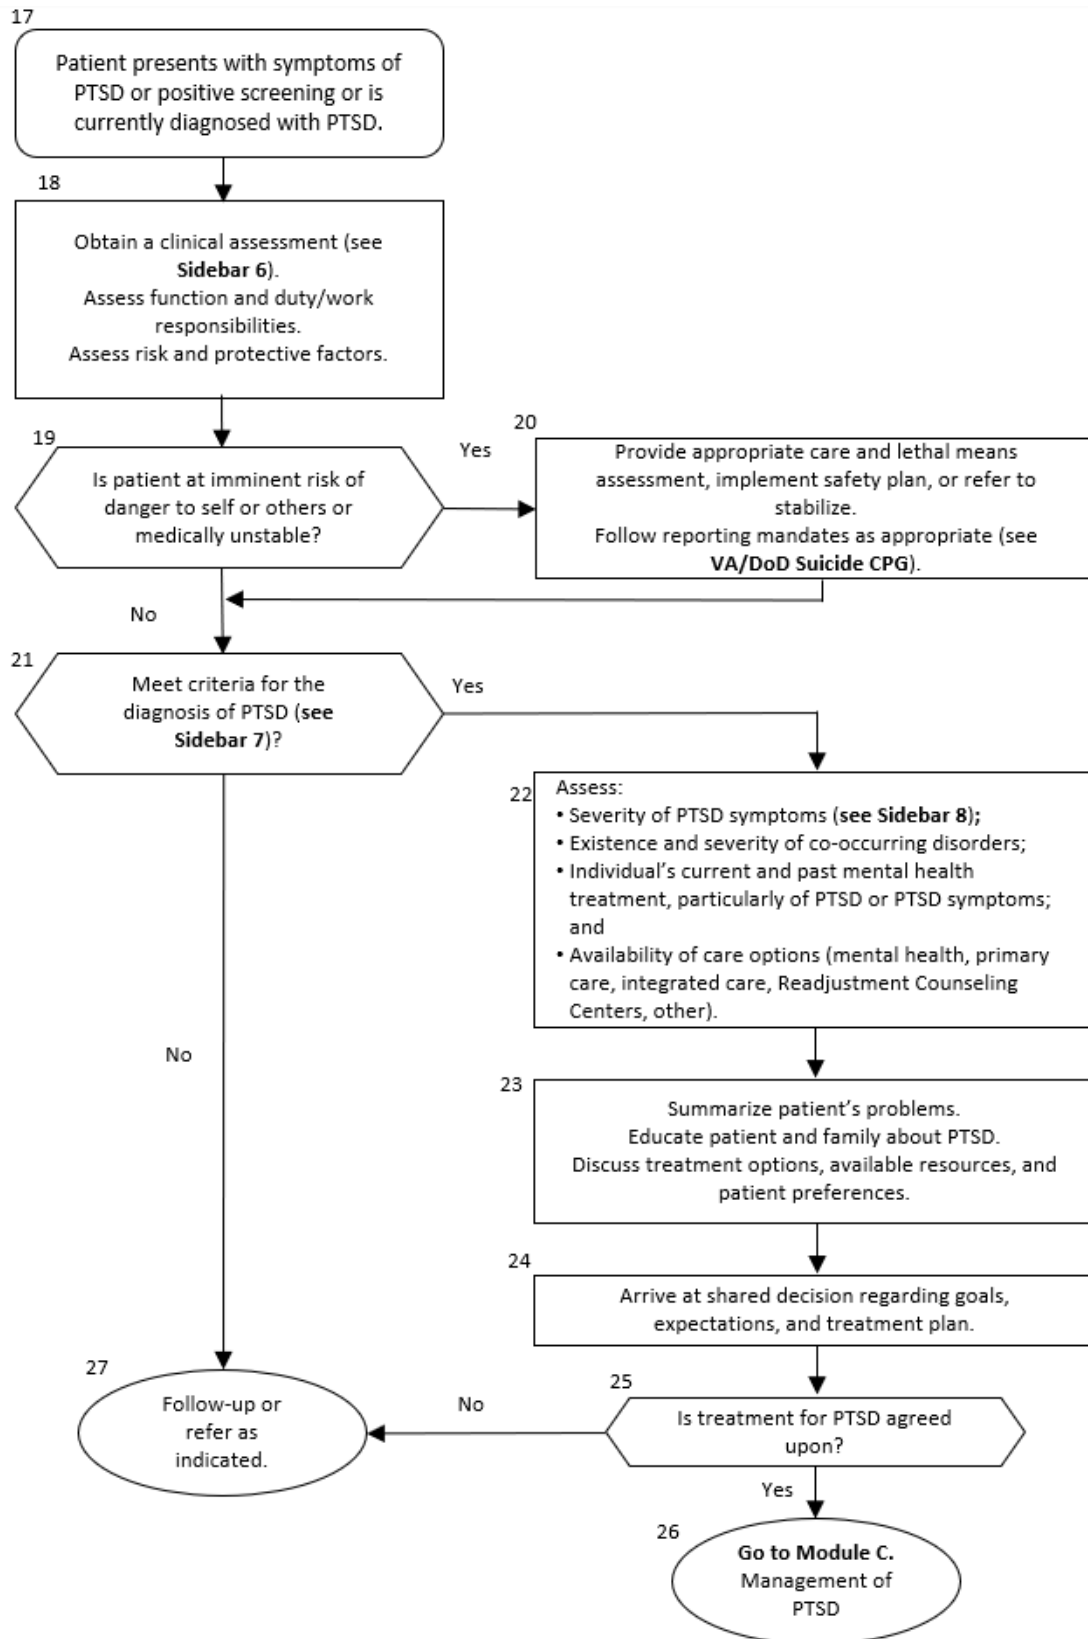 17
Patient presents with symptoms of
PTSD or positive screening or is
currently diagnosed with PTSD.
18
Obtain a clinical assessment (see
Sidebar 6).
Assess function and duty/work
responsibilities.
Assess risk and protective factors.
19
Is patient at imminent risk of
danger to self or others or
medically unstable?
Yes
20
Provide appropriate care and lethal means
assessment, implement safety plan, or refer to
stabilize.
Follow reporting mandates as appropriate (see
VA/DoD Suicide CPG).
No
21
Meet criteria for the
diagnosis of PTSD (see
Sidebar 7)?
Yes
22
Assess:
• Severity of PTSD symptoms (see Sidebar 8);
• Existence and severity of co-occurring disorders;
• Individual's current and past mental health
treatment, particularly of PTSD or PTSD symptoms;
and
• Availability of care options (mental health, primary
care, integrated care, Readjustment Counseling
Centers, other).
No
23
Summarize patient's problems.
Educate patient and family about PTSD.
Discuss treatment options, available resources, and
patient preferences.
24
Arrive at shared decision regarding goals,
expectations, and treatment plan.
25
Is treatment for PTSD agreed
upon?
No
27
Follow-up or
refer as
indicated.
Yes
26
Go to Module C.
Management of
PTSD